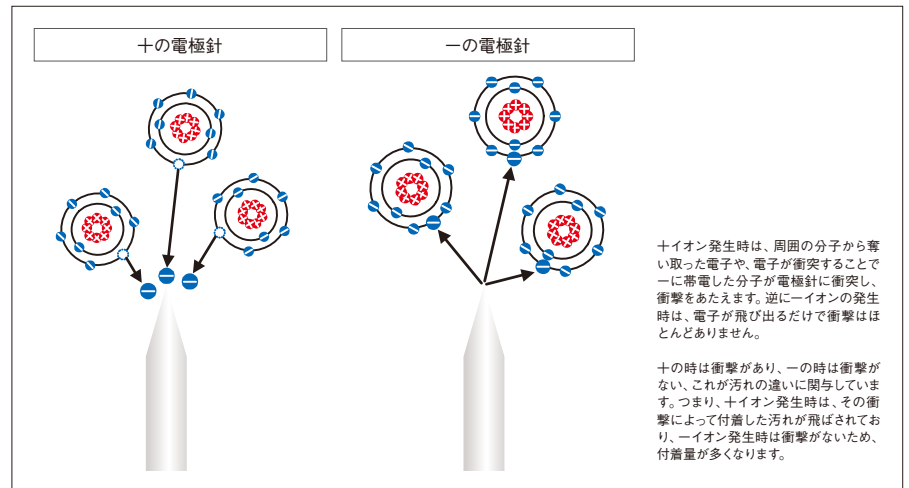 ＋の電極針
－の電極針
＋イオン発生時は、周囲の分子から奪
い取った電子や、電子が衝突することで
－に帯電した分子が電極針に衝突し、
衝撃をあたえます。逆に－イオンの発生
時は、電子が飛び出るだけで衝撃はほ
とんどありません。
＋の時は衝撃があり、－の時は衝撃が
ない、これが汚れの違いに関与していま
す。つまり、＋イオン発生時は、その衝
撃によって付着した汚れが飛ばされてお
り、－イオン発生時は衝撃がないため、
付着量が多くなります。